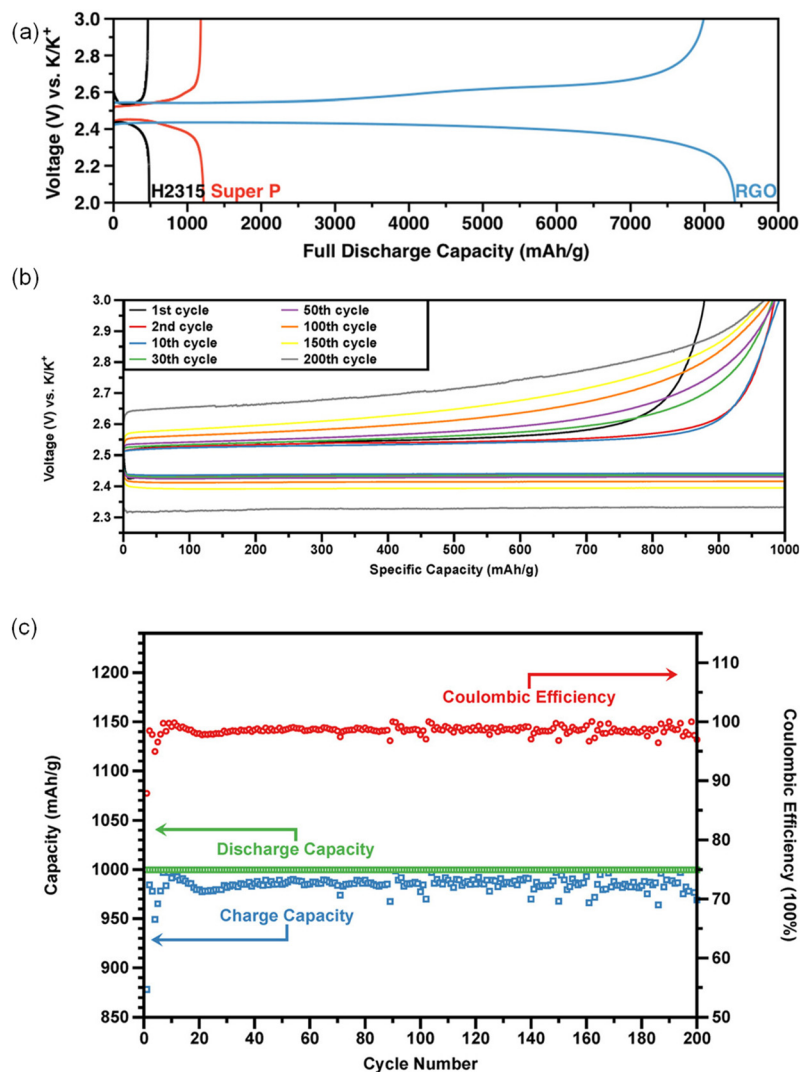 (a)
Voltage (V) vs. K/K+
3.0
2.8
2.6
2.4
2.2
2.0
H2315 Super P RGO
0 1000 2000 3000 4000 5000 6000 7000 8000 9000
Full Discharge Capacity (mAh/g)
(b)
Voltage (V) vs. K/K+
3.0
2.9
2.8
2.7
2.6
2.5
2.4
2.3
1st cycle 50th cycle
2nd cycle 100th cycle
10th cycle 150th cycle
30th cycle 200th cycle
0 100 200 300 400 500 600 700 800 900 1000
Specific Capacity (mAh/g)
(c)
Capacity (mAh/g)
1200
1150
1100
1050
1000
950
900
850
Coulombic Efficiency
Discharge Capacity
Charge Capacity
110
100
90
80
75
70
60
50
Coulombic Efficiency (100%)
0 20 40 60 80 100 120 140 160 180 200
Cycle Number